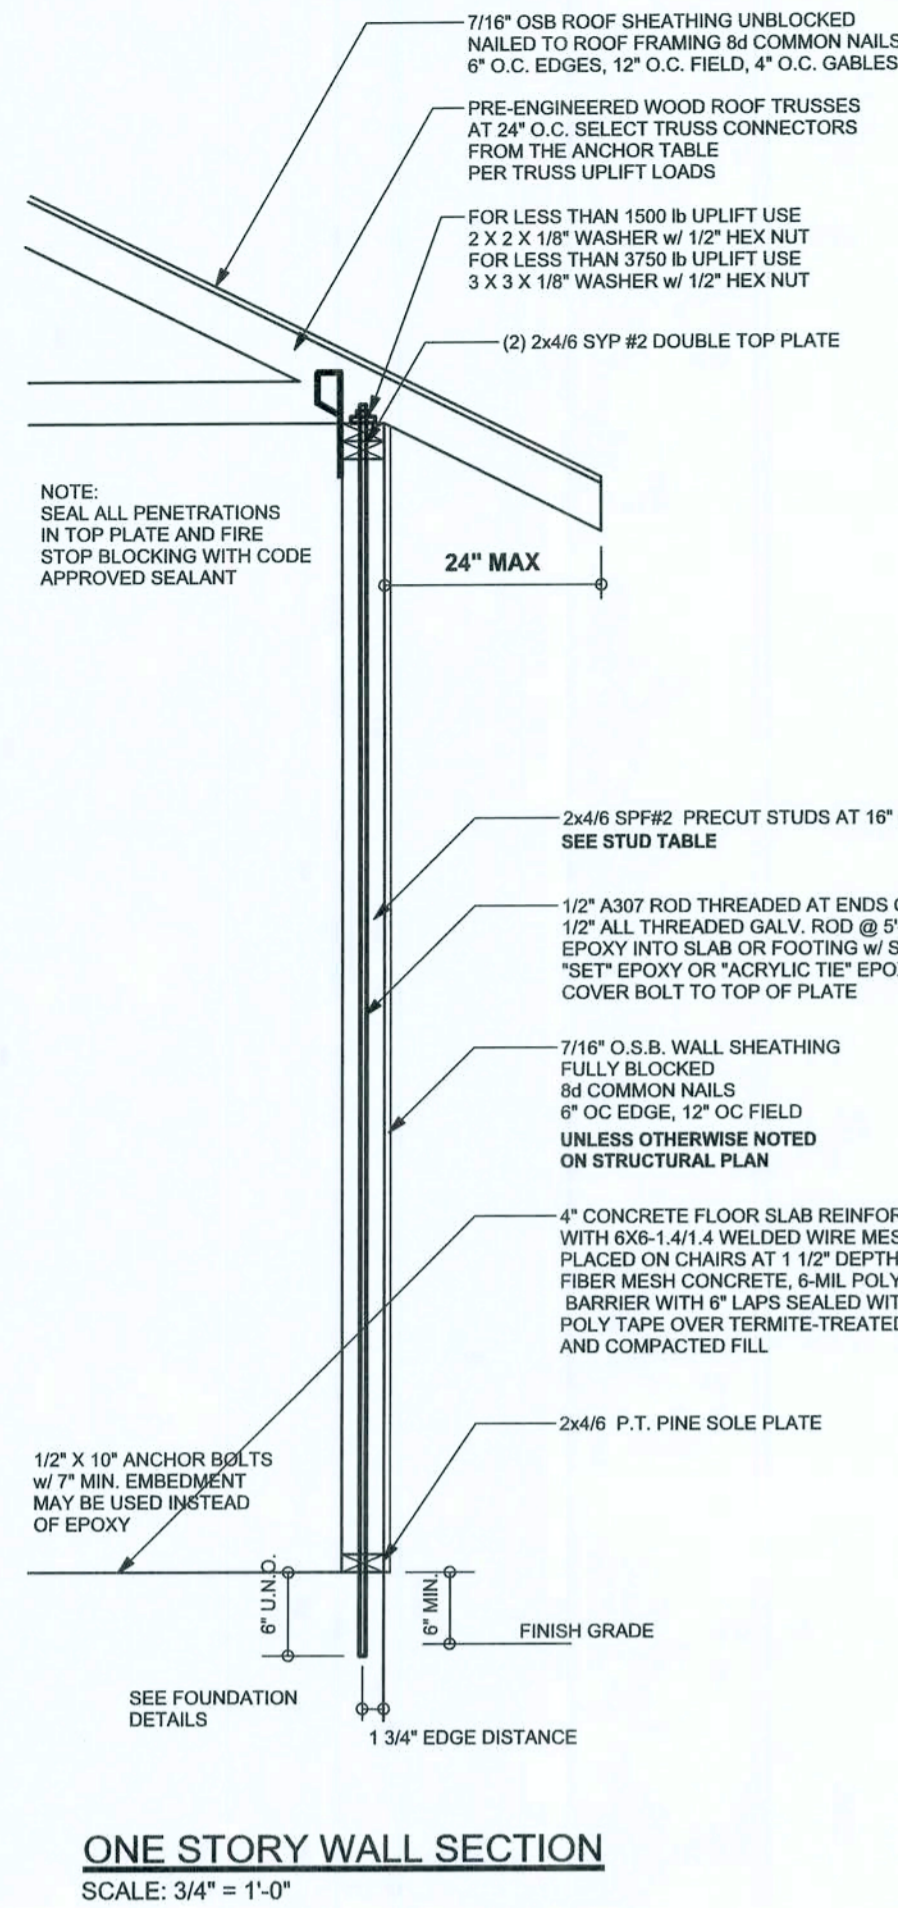 7/16" OSB ROOF SHEATHING UNBLOCKED
NAILED TO ROOF FRAMING 8d COMMON NAILS
6" O.C. EDGES, 12" O.C. FIELD, 4" O.C. GABLES
PRE-ENGINEERED WOOD ROOF TRUSSES
AT 24" O.C. SELECT TRUSS CONNECTORS
FROM THE ANCHOR TABLE
PER TRUSS UPLIFT LOADS
FOR LESS THAN 1500 lb UPLIFT USE
2 X 2 X 1/8" WASHER w/ 1/2" HEX NUT
FOR LESS THAN 3750 lb UPLIFT USE
3 X 3 X 1/8" WASHER w/ 1/2" HEX NUT
(2) 2x4/6 SYP #2 DOUBLE TOP PLATE
NOTE:
SEAL ALL PENETRATIONS
IN TOP PLATE AND FIRE
STOP BLOCKING WITH CODE
APPROVED SEALANT
24" MAX
2x4/6 SPF#2 PRECUT STUDS AT 16"
SEE STUD TABLE
1/2" A307 ROD THREADED AT ENDS
1/2" ALL THREADED GALV. ROD @ 5'
EPOXY INTO SLAB OR FOOTING w/
"SET" EPOXY OR "ACRYLIC TIE"
COVER BOLT TO TOP OF PLATE
7/16" O.S.B. WALL SHEATHING
FULLY BLOCKED
8d COMMON NAILS
6" OC EDGE, 12" OC FIELD
UNLESS OTHERWISE NOTED
ON STRUCTURAL PLAN
4" CONCRETE FLOOR SLAB
WITH 6X6-1.4/1.4 WELDED WIRE
PLACED ON CHAIRS AT 1 1/2" DEPTH
FIBER MESH CONCRETE, 6-MIL POLY
BARRIER WITH 6" LAPS SEALED
POLY TAPE OVER TERMITE-TREATED
AND COMPACTED FILL
2x4/6 P.T. PINE SOLE PLATE
1/2" X 10" ANCHOR BOLTS
w/ 7" MIN. EMBEDMENT
MAY BE USED INSTEAD
OF EPOXY
6" U.N.O.
6" MIN.
FINISH GRADE
SEE FOUNDATION
DETAILS
1 3/4" EDGE DISTANCE
ONE STORY WALL SECTION
SCALE: 3/4" = 1'-0"